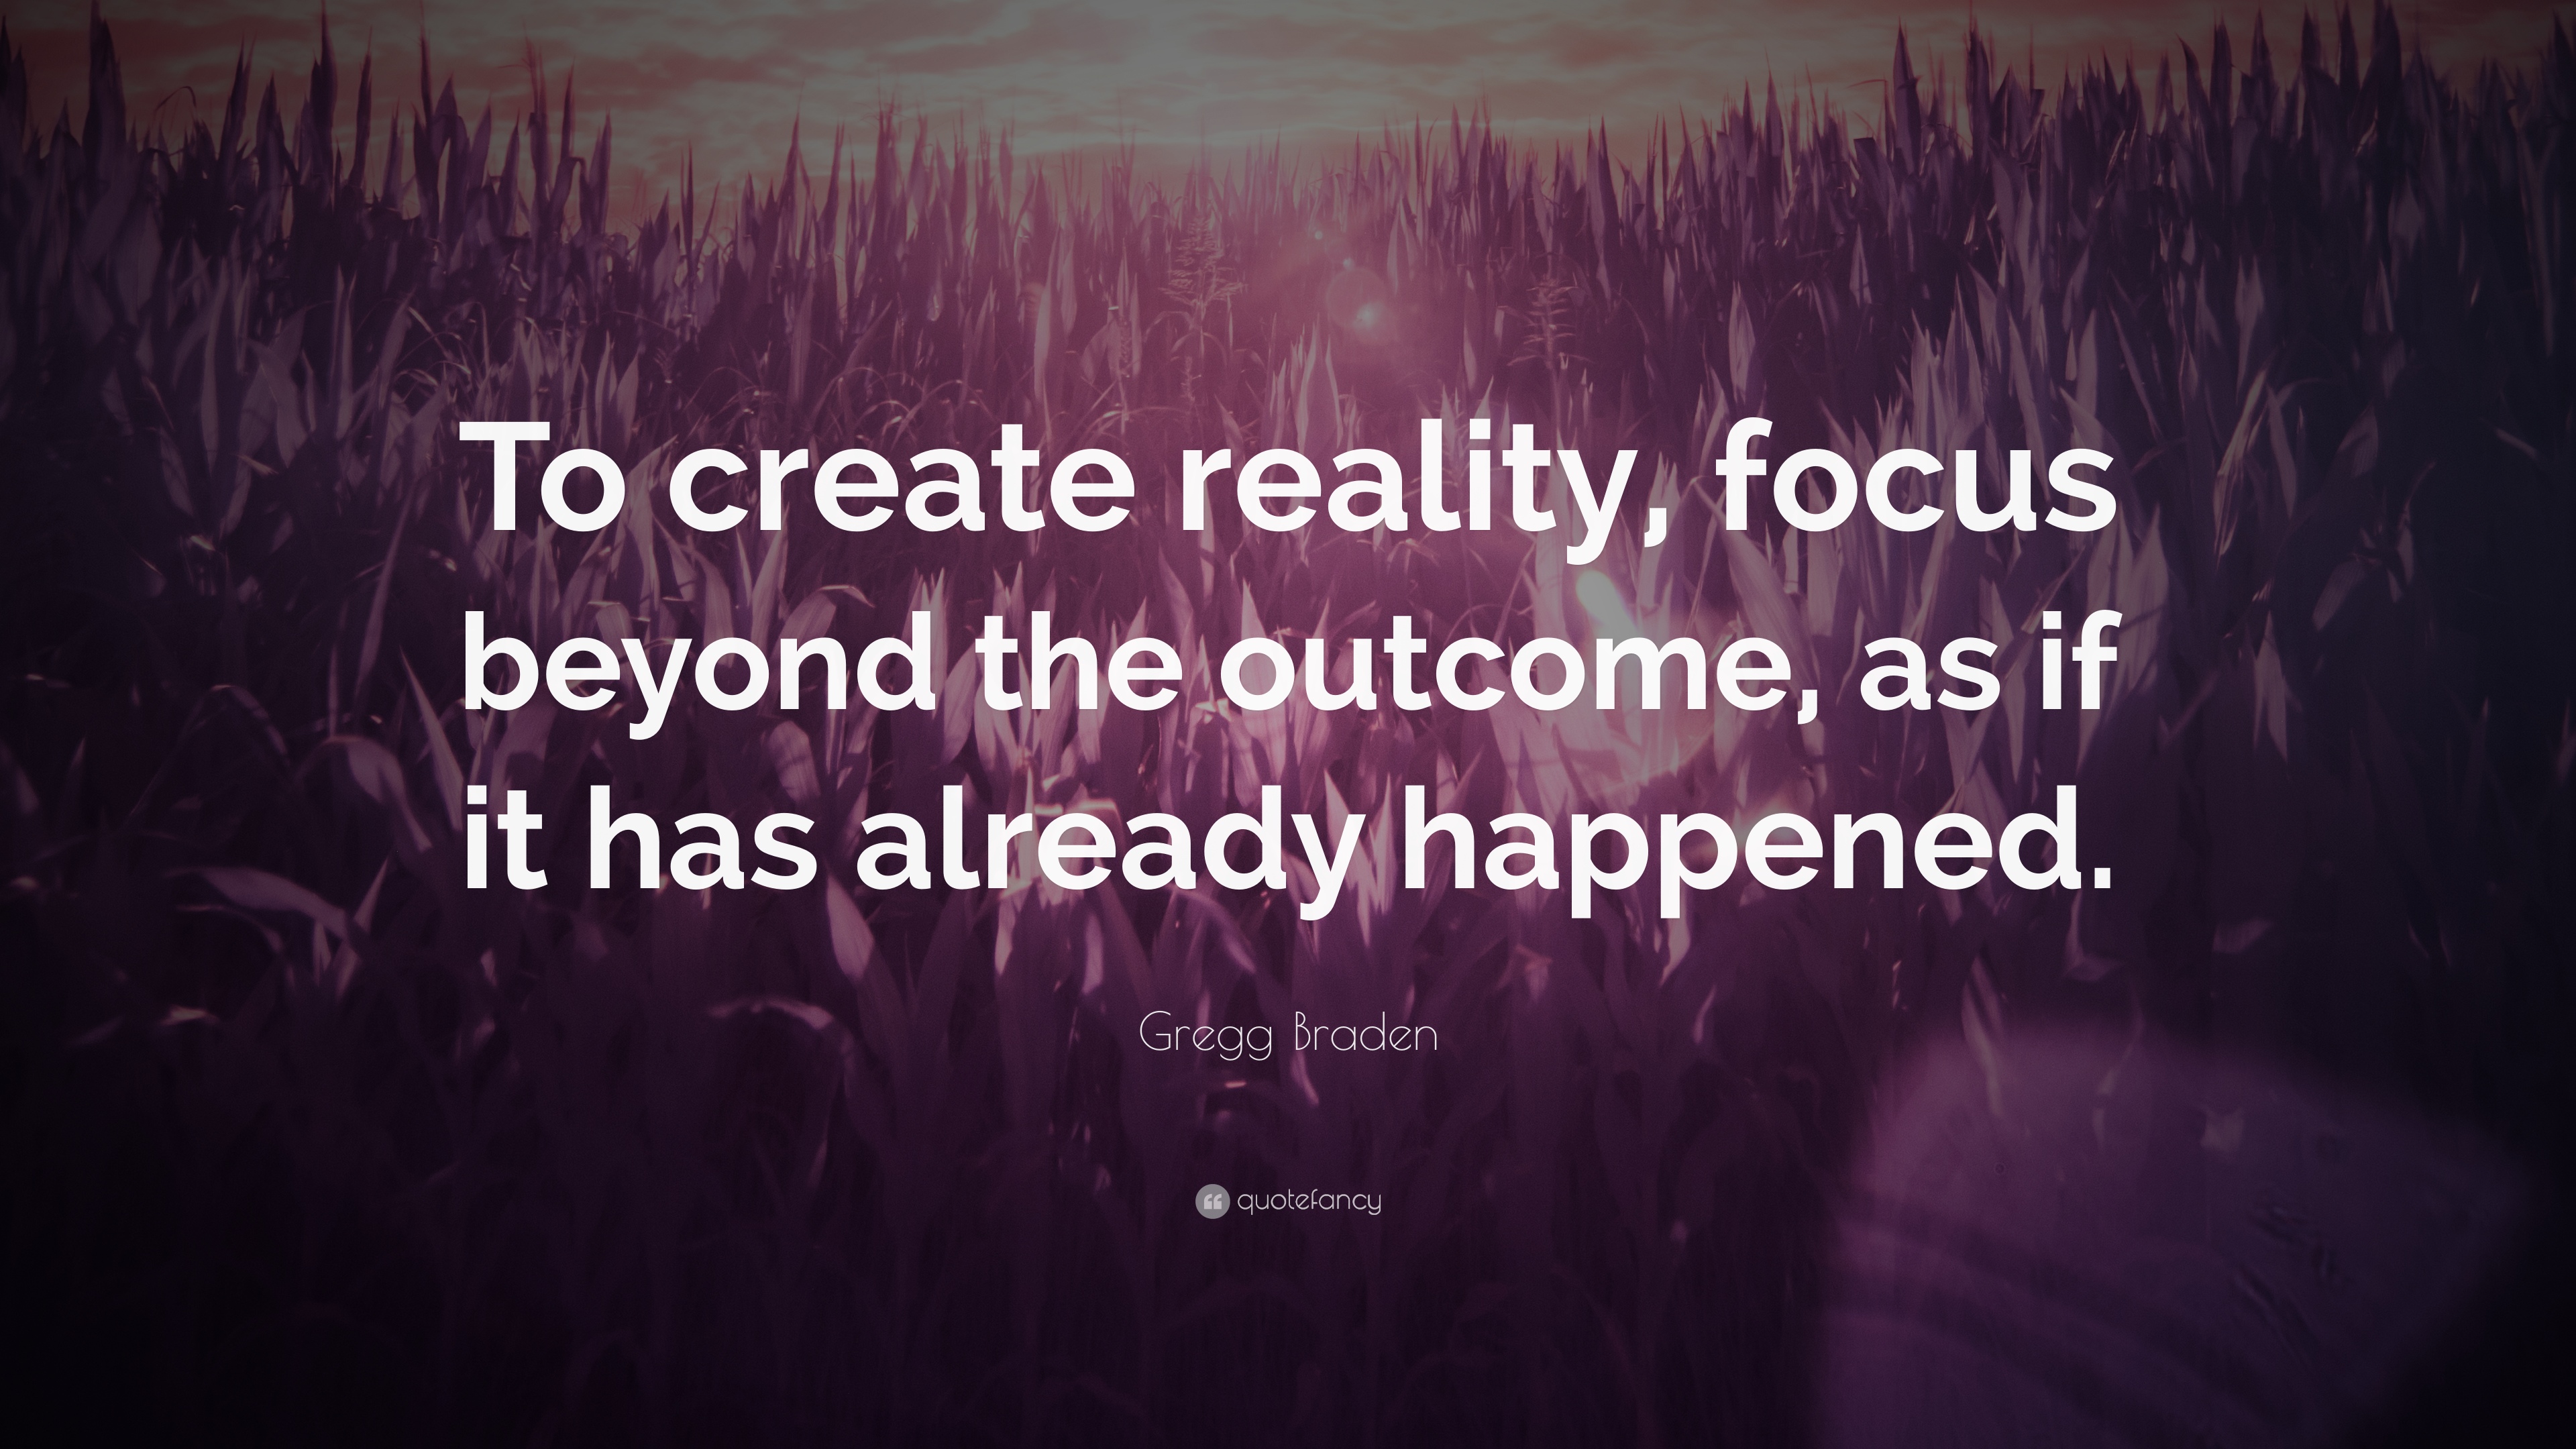 To create reality, focus
beyond the outcome, as if
it has already happened.
Gregg Braden
quotefancy